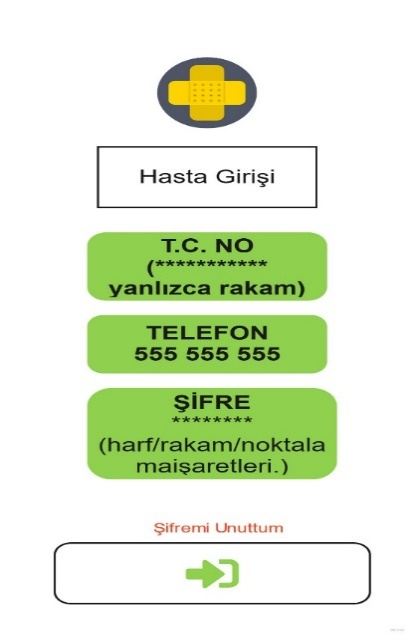 Hasta Girişi
T.C. NO
(***********
yanlızca rakam)
TELEFON
555 555 555
ŞİFRE
********
(harf/rakam/noktala
maişaretleri.)
Şifremi Unuttum